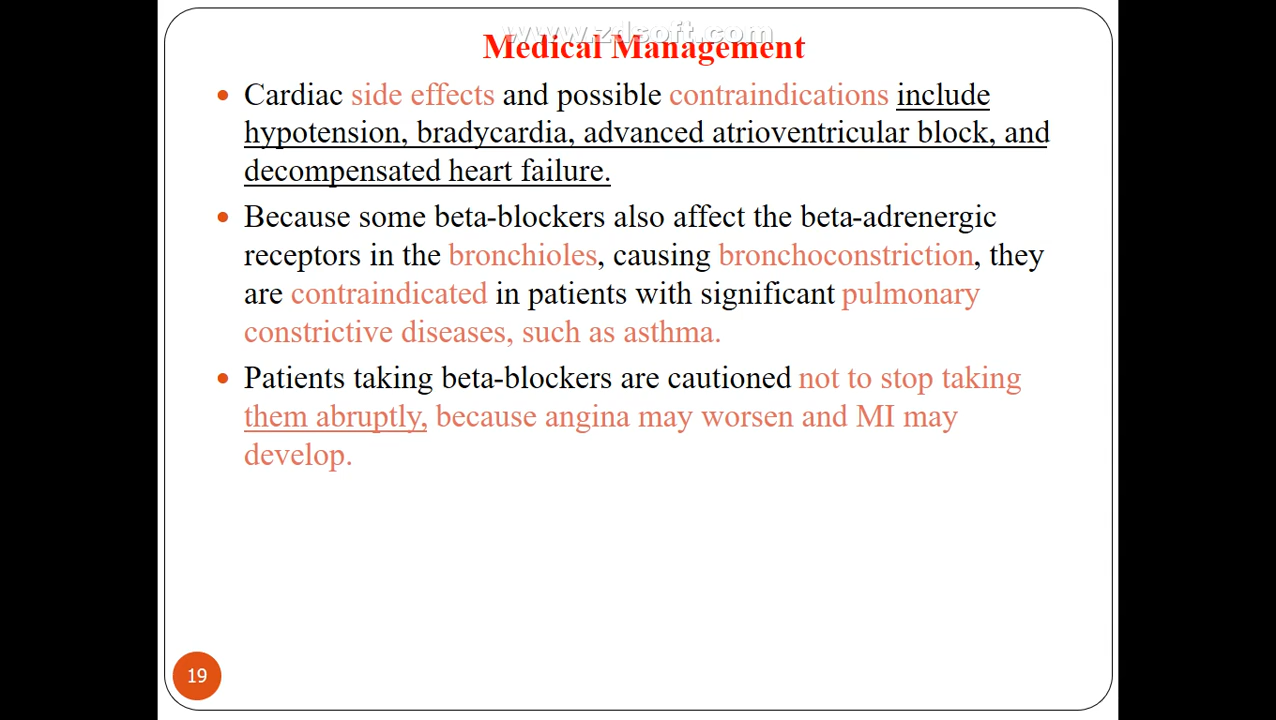 www.zdsoft.com
Medical Management
• Cardiac side effects and possible contraindications include
hypotension, bradycardia, advanced atrioventricular block, and
decompensated heart failure.
• Because some beta-blockers also affect the beta-adrenergic
receptors in the bronchioles, causing bronchoconstriction, they
are contraindicated in patients with significant pulmonary
constrictive diseases, such as asthma.
• Patients taking beta-blockers are cautioned not to stop taking
them abruptly, because angina may worsen and MI may
develop.
19